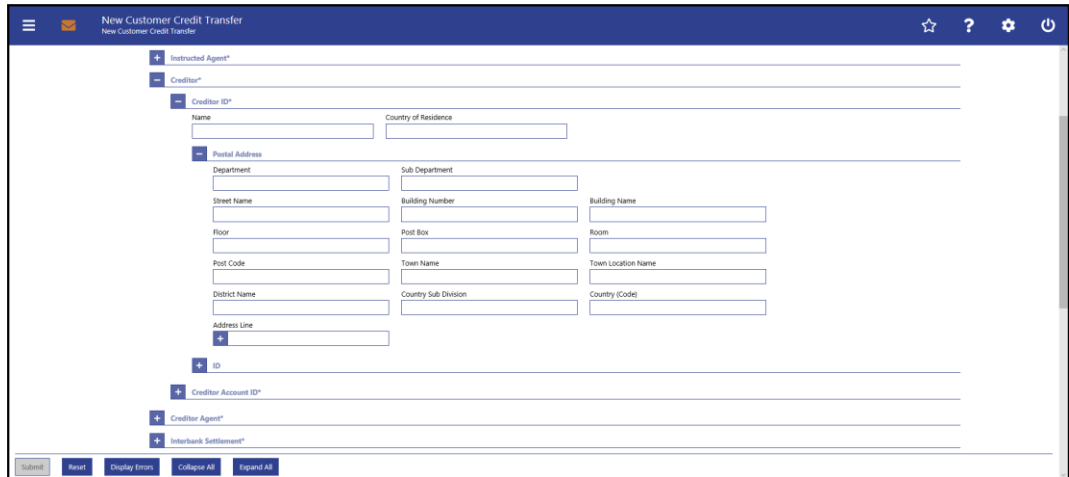 New Customer Credit Transfer
New Customer Credit Transfer
?
+ Instructed Agent*
− Creditor*
− Creditor ID*
Name Country of Residence
− Postal Address
Department Sub Department
Street Name Building Number Building Name
Floor Post Box Room
Post Code Town Name Town Location Name
District Name Country Sub Division Country (Code)
Address Line
+
+ ID
+ Creditor Account ID*
+ Creditor Agent*
+ Interbank Settlement*
Submit Reset Display Errors Collapse All Expand All